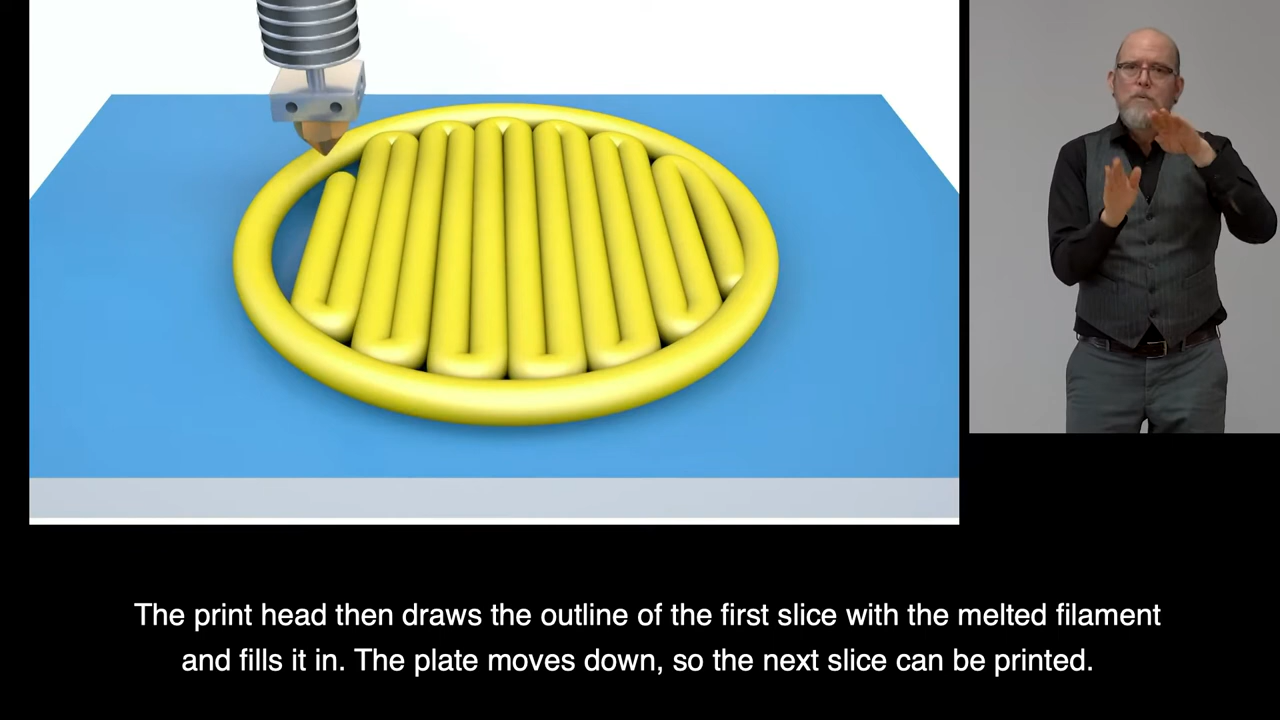 The print head then draws the outline of the first slice with the melted filament
and fills it in. The plate moves down, so the next slice can be printed.